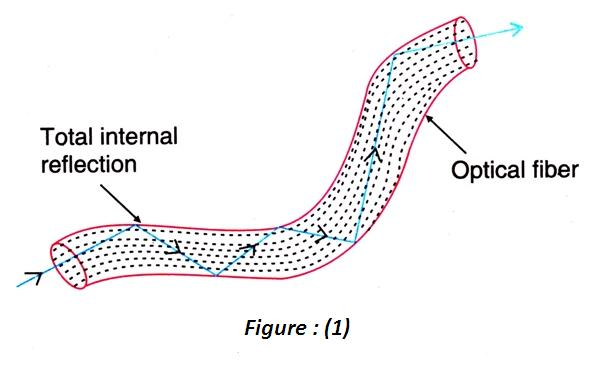 Total internal
reflection
Optical fiber
Figure : (1)